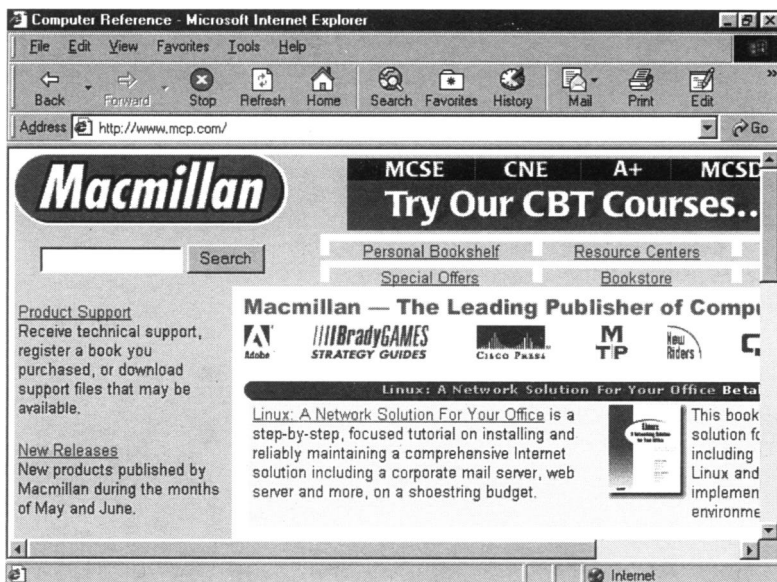 Computer Reference - Microsoft Internet Explorer
File Edit View Favorites Tools Help
Back Forward Stop Refresh Home Search Favorites History Mail Print Edit »
Address http://www.mcp.com/ Go
Macmillan
MCSE CNE A+ MCSD
Try Our CBT Courses..
Search
Personal Bookshelf Resource Centers
Special Offers Bookstore
Product Support
Receive technical support,
register a book you
purchased, or download
support files that may be
available.
New Releases
New products published by
Macmillan during the months
of May and June.
Macmillan — The Leading Publisher of Compu
Adobe
BradyGAMES
STRATEGY GUIDES
CISCO PRESS
M
T P
New
Riders
Linux: A Network Solution For Your Office Beta
Linux: A Network Solution For Your Office is a
step-by-step, focused tutorial on installing and
reliably maintaining a comprehensive Internet
solution including a corporate mail server, web
server and more, on a shoestring budget.
Linux
This book
solution fo
including
Linux and
implemen
environme
Internet